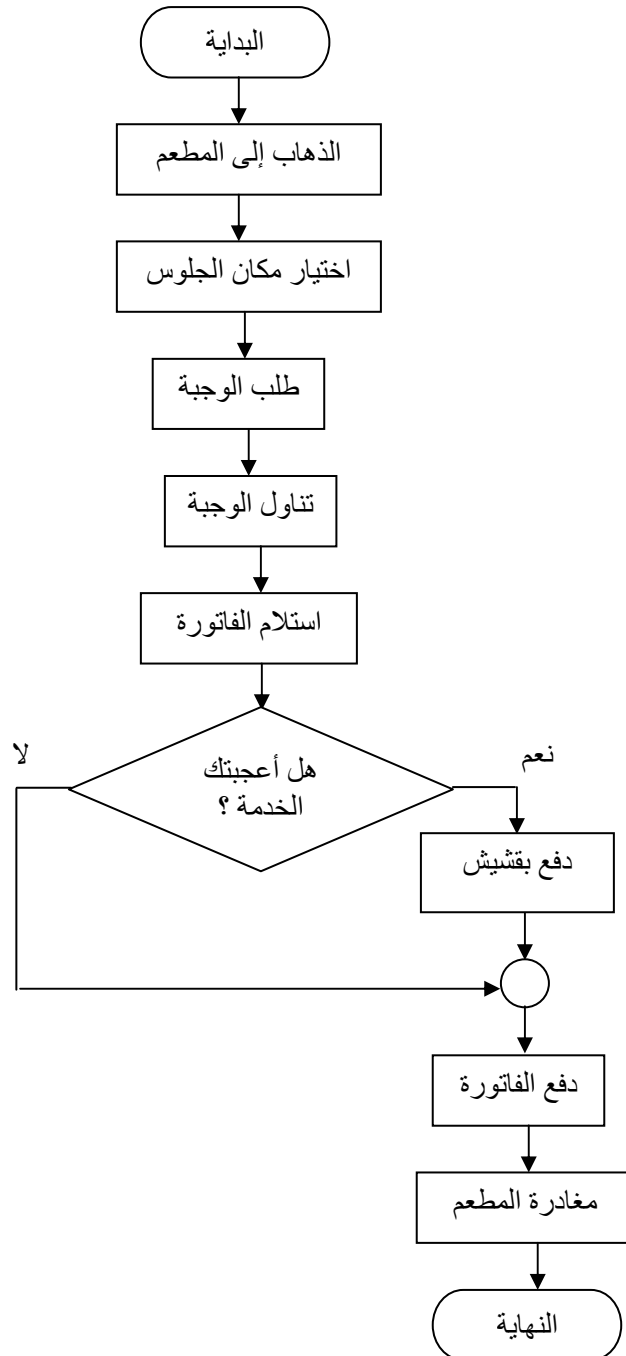 البداية
الذهاب إلى المطعم
اختيار مكان الجلوس
طلب الوجبة
تناول الوجبة
استلام الفاتورة
هل أعجبتك
الخدمة ؟
نعم
لا
دفع بقشيش
دفع الفاتورة
مغادرة المطعم
النهاية